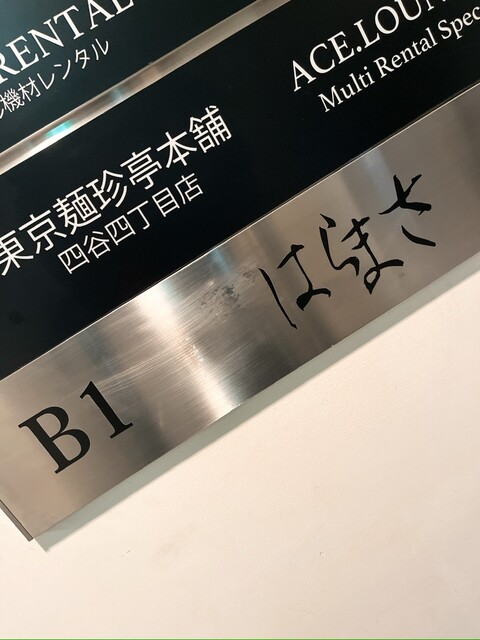 RENTAL
機材レンタル
ACE.LOUN
Multi Rental Spec
東京麺珍亭本舗
四谷四丁目店
はらまさ
B1